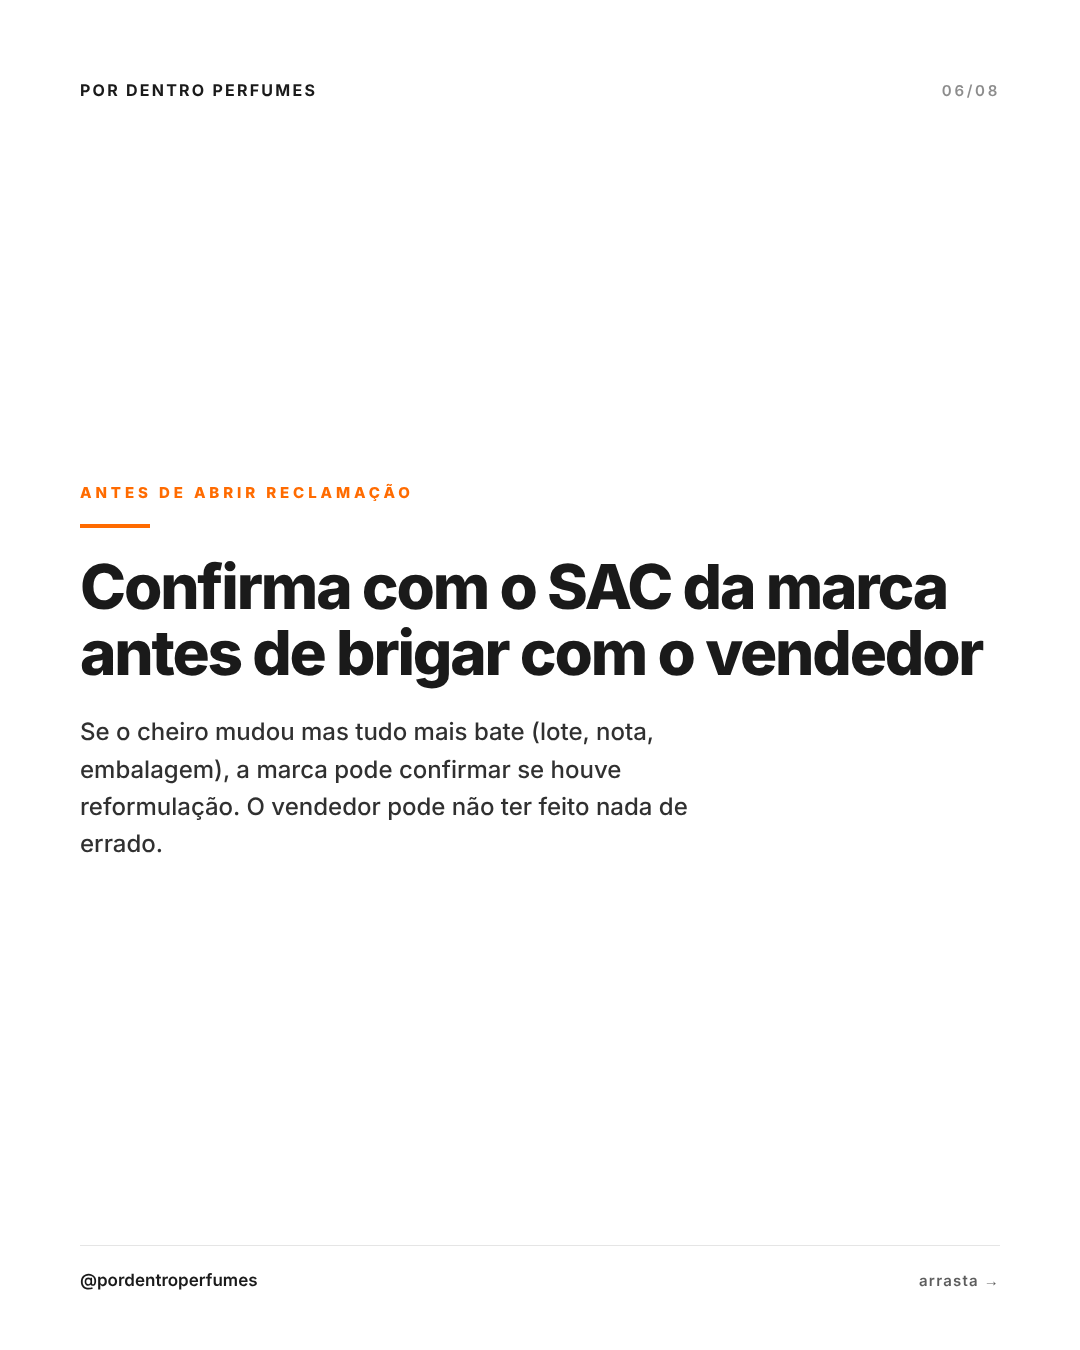 POR DENTRO PERFUMES
06/08
ANTES DE ABRIR RECLAMAÇÃO
Confirma com o SAC da marca
antes de brigar com o vendedor
Se o cheiro mudou mas tudo mais bate (lote, nota,
embalagem), a marca pode confirmar se houve
reformulação. O vendedor pode não ter feito nada de
errado.
@pordentroperfumes
arrasta →